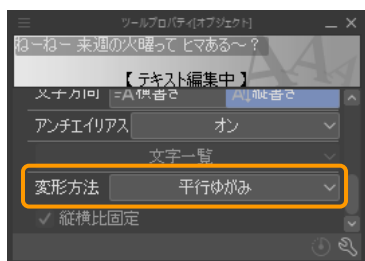 ツールプロパティ[オブジェクト]
ねーねー 来週の火曜って ヒマある～？
【 テキスト編集中 】
文字方向 横書き 縦書き
アンチエイリアス オン
文字一覧
変形方法 平行ゆがみ
縦横比固定